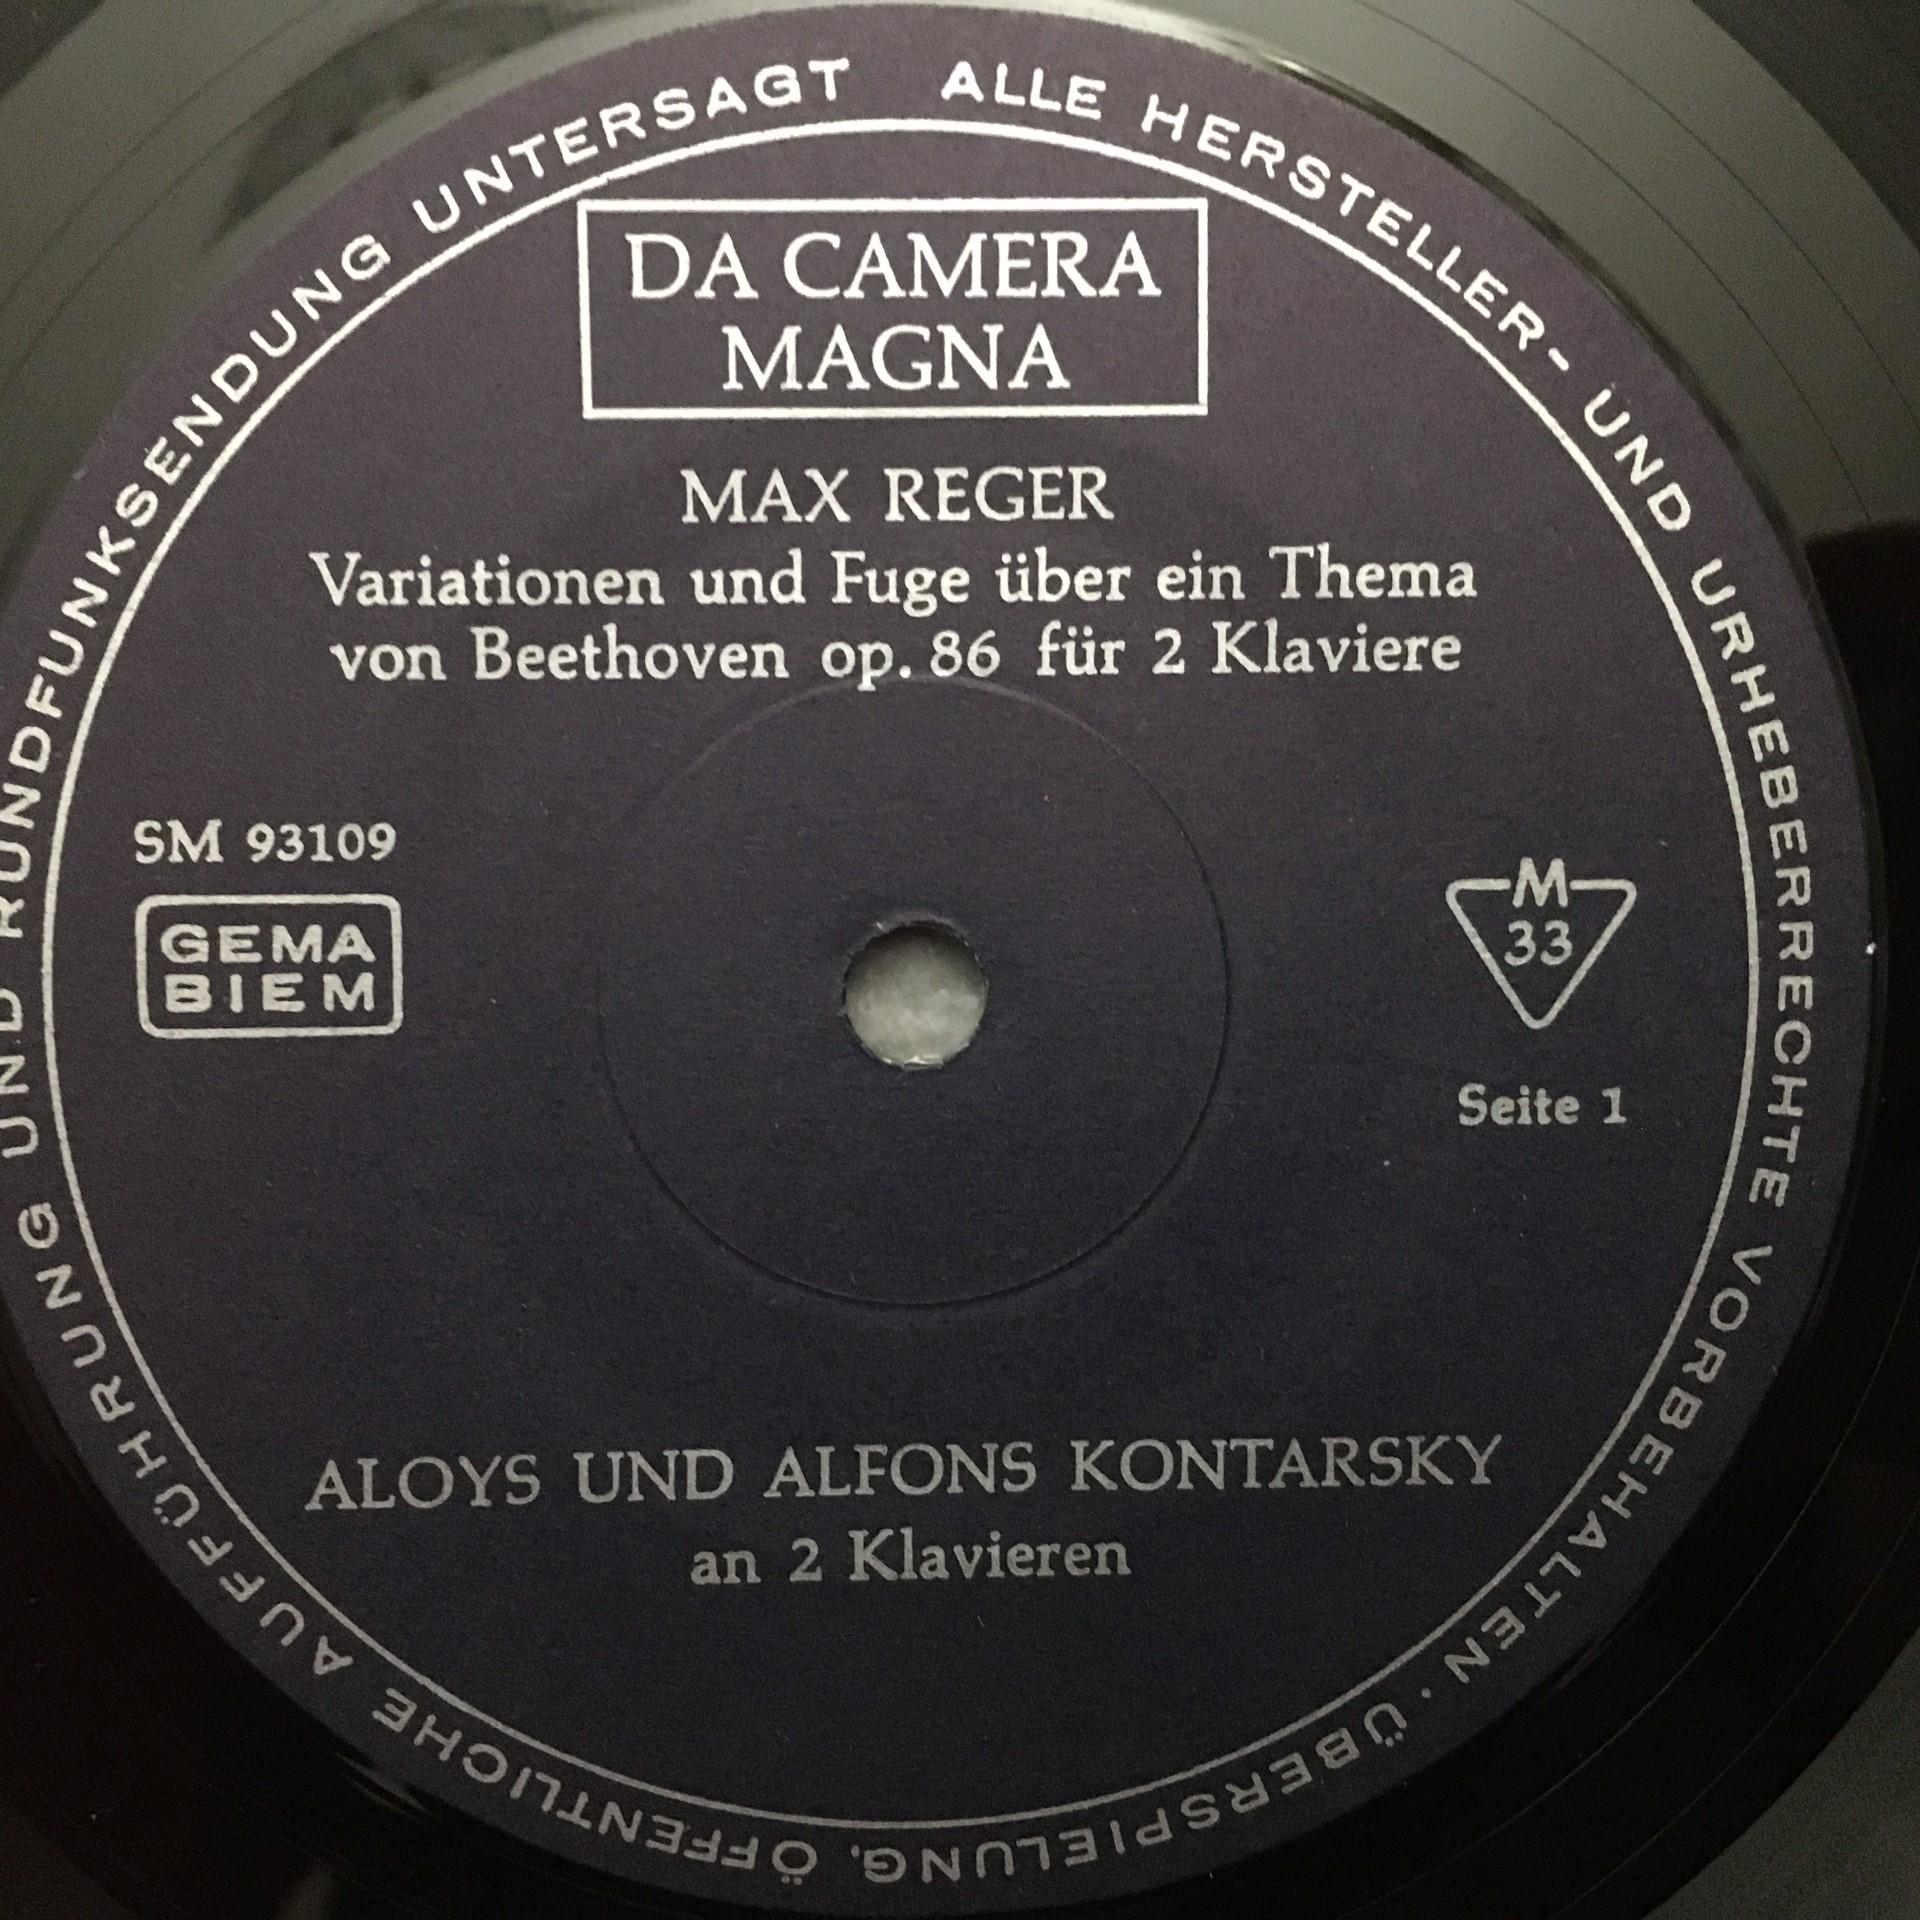 ALLE HERSTELLER- UND URHEBERRECHTE VORBEHALTEN · ÜBERSPIELUNG, ÖFFENTLICHE AUFFÜHRUNG UND RUNDFUNKSENDUNG UNTERSAGT
DA CAMERA
MAGNA
MAX REGER
Variationen und Fuge über ein Thema
von Beethoven op. 86 für 2 Klaviere
SM 93109
GEMA
BIEM
M
33
Seite 1
ALOYS UND ALFONS KONTARSKY
an 2 Klavieren